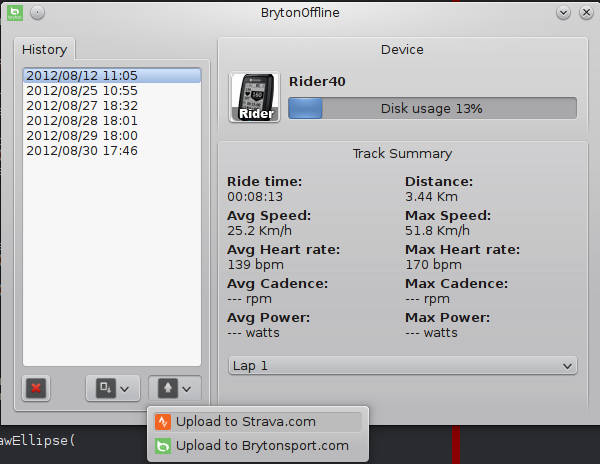 BrytonOffline
History
2012/08/12 11:05
2012/08/25 10:55
2012/08/27 18:32
2012/08/28 18:01
2012/08/29 18:00
2012/08/30 17:46
Device
Rider
Rider40
Disk usage 13%
Track Summary
Ride time: Distance:
00:08:13 3.44 Km
Avg Speed: Max Speed:
25.2 Km/h 51.8 Km/h
Avg Heart rate: Max Heart rate:
139 bpm 170 bpm
Avg Cadence: Max Cadence:
--- rpm --- rpm
Avg Power: Max Power:
--- watts --- watts
Lap 1
Upload to Strava.com
Upload to Brytonsport.com
awEllipse(